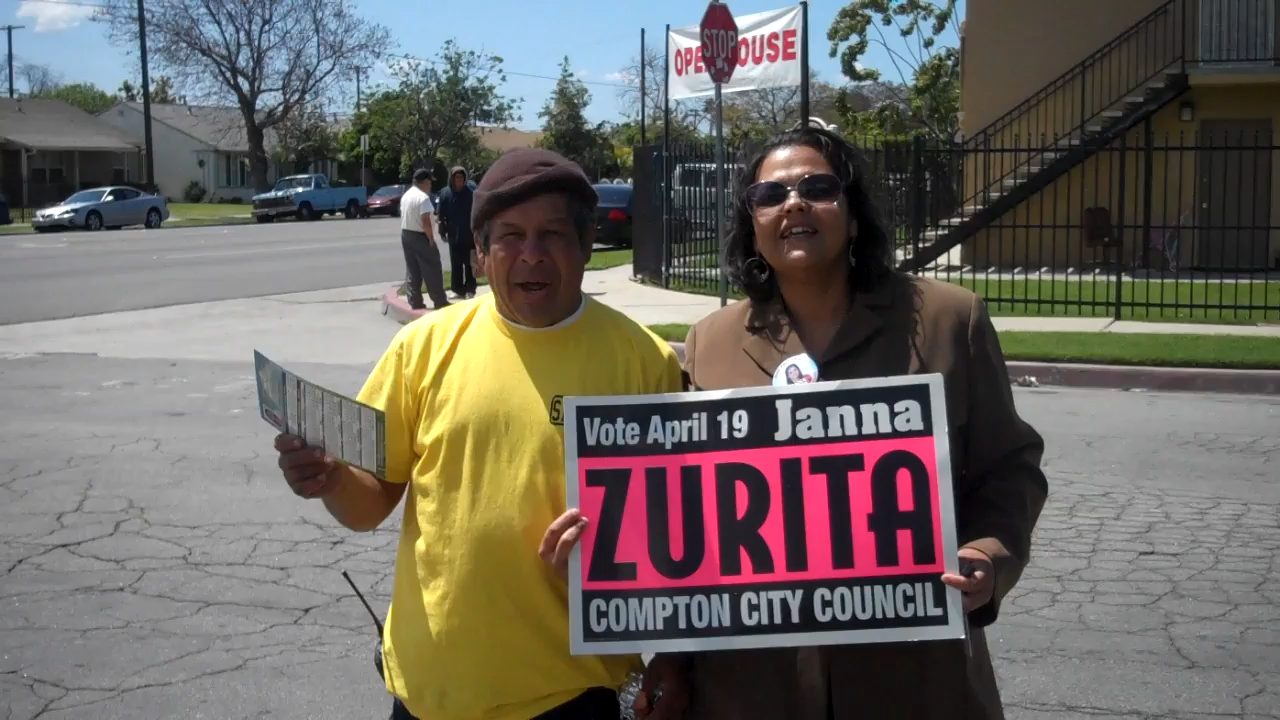 OPEN HOUSE
STOP
Vote April 19 Janna
ZURITA
COMPTON CITY COUNCIL